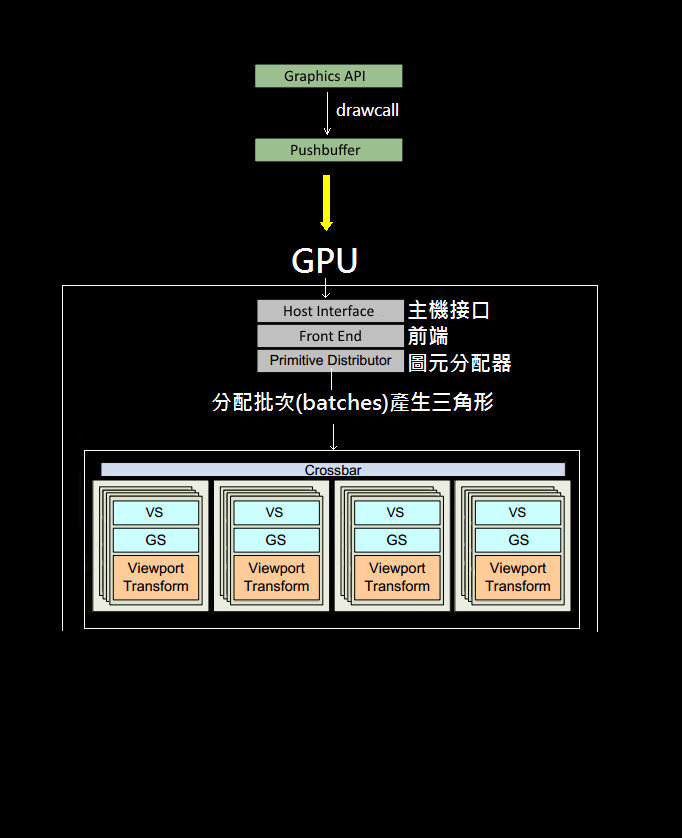 Graphics API
drawcall
Pushbuffer
GPU
Host Interface 主機接口
Front End 前端
Primitive Distributor 圖元分配器
分配批次(batches)產生三角形
Crossbar
VS VS VS VS
GS GS GS GS
Viewport Viewport Viewport Viewport
Transform Transform Transform Transform